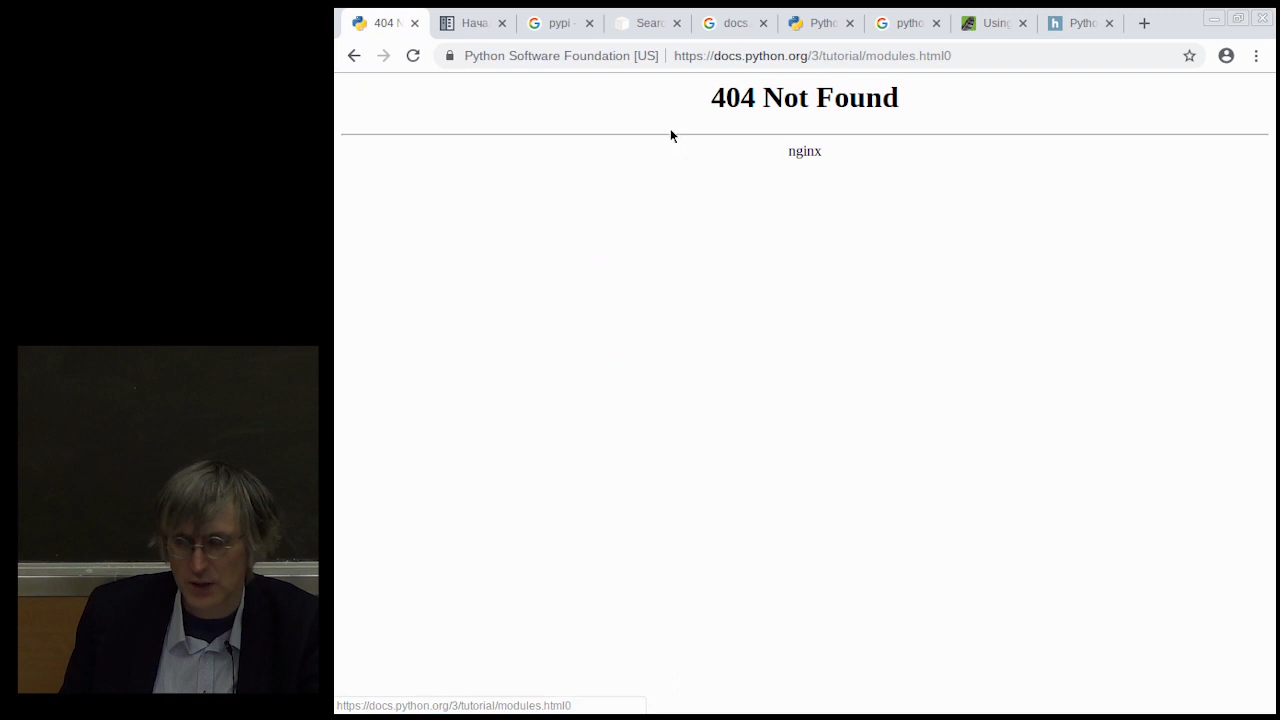 404 N
Нача
pypi -
Searc
docs.
Pytho
pytho
Using
Pytho
Python Software Foundation [US]
https://docs.python.org/3/tutorial/modules.html0
404 Not Found
nginx
https://docs.python.org/3/tutorial/modules.html0